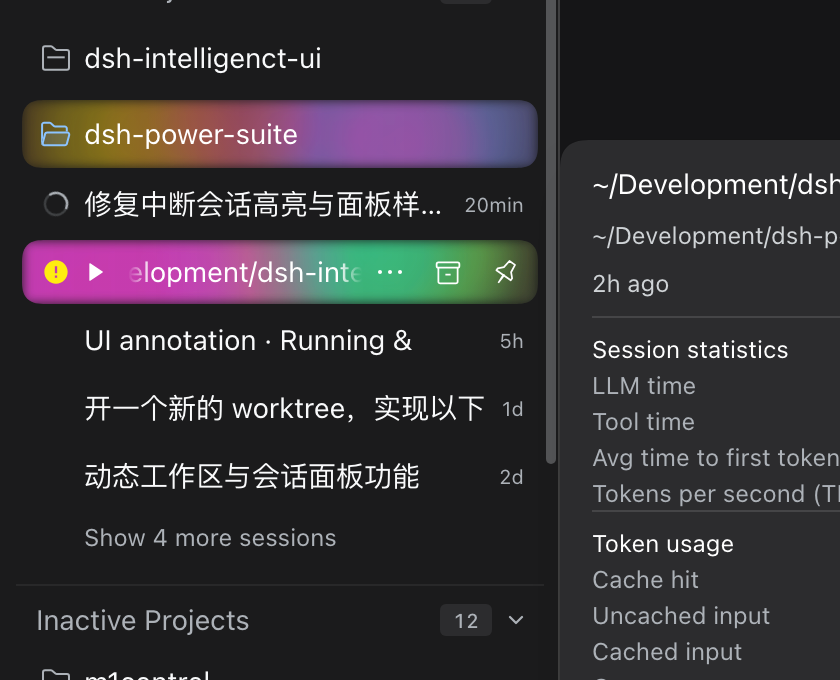 dsh-intelligenct-ui
dsh-power-suite
修复中断会话高亮与面板样... 20min
elopment/dsh-inte
UI annotation · Running & 5h
开一个新的 worktree，实现以下 1d
动态工作区与会话面板功能 2d
Show 4 more sessions
Inactive Projects 12
m1control
~/Development/dsh
~/Development/dsh-p
2h ago
Session statistics
LLM time
Tool time
Avg time to first token
Tokens per second (T
Token usage
Cache hit
Uncached input
Cached input